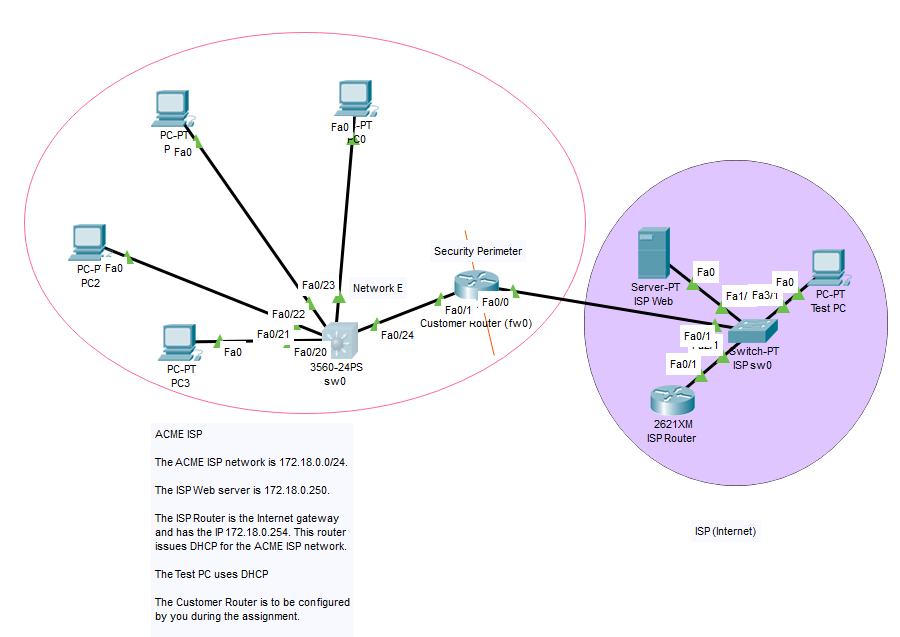 PC-PT
Fa0
Fa0
-PT
C0
PC-P
Fa0
PC2
PC-PT
PC3
Fa0
Fa0/23
Fa0/22
Fa0/21
Fa0/20
Network E
Fa0/24
3560-24PS
sw0
Security Perimeter
Fa0/1
Fa0/0
Customer Router (fw0)
Server-PT
ISP Web
Fa0
Fa1/
Fa3/1
Fa0
PC-PT
Test PC
Fa0/1
Switch-PT
ISP sw0
Fa0/1
2621XM
ISP Router
ISP (Internet)
ACME ISP
The ACME ISP network is 172.18.0.0/24.
The ISP Web server is 172.18.0.250.
The ISP Router is the Internet gateway
and has the IP 172.18.0.254. This router
issues DHCP for the ACME ISP network.
The Test PC uses DHCP
The Customer Router is to be configured
by you during the assignment.